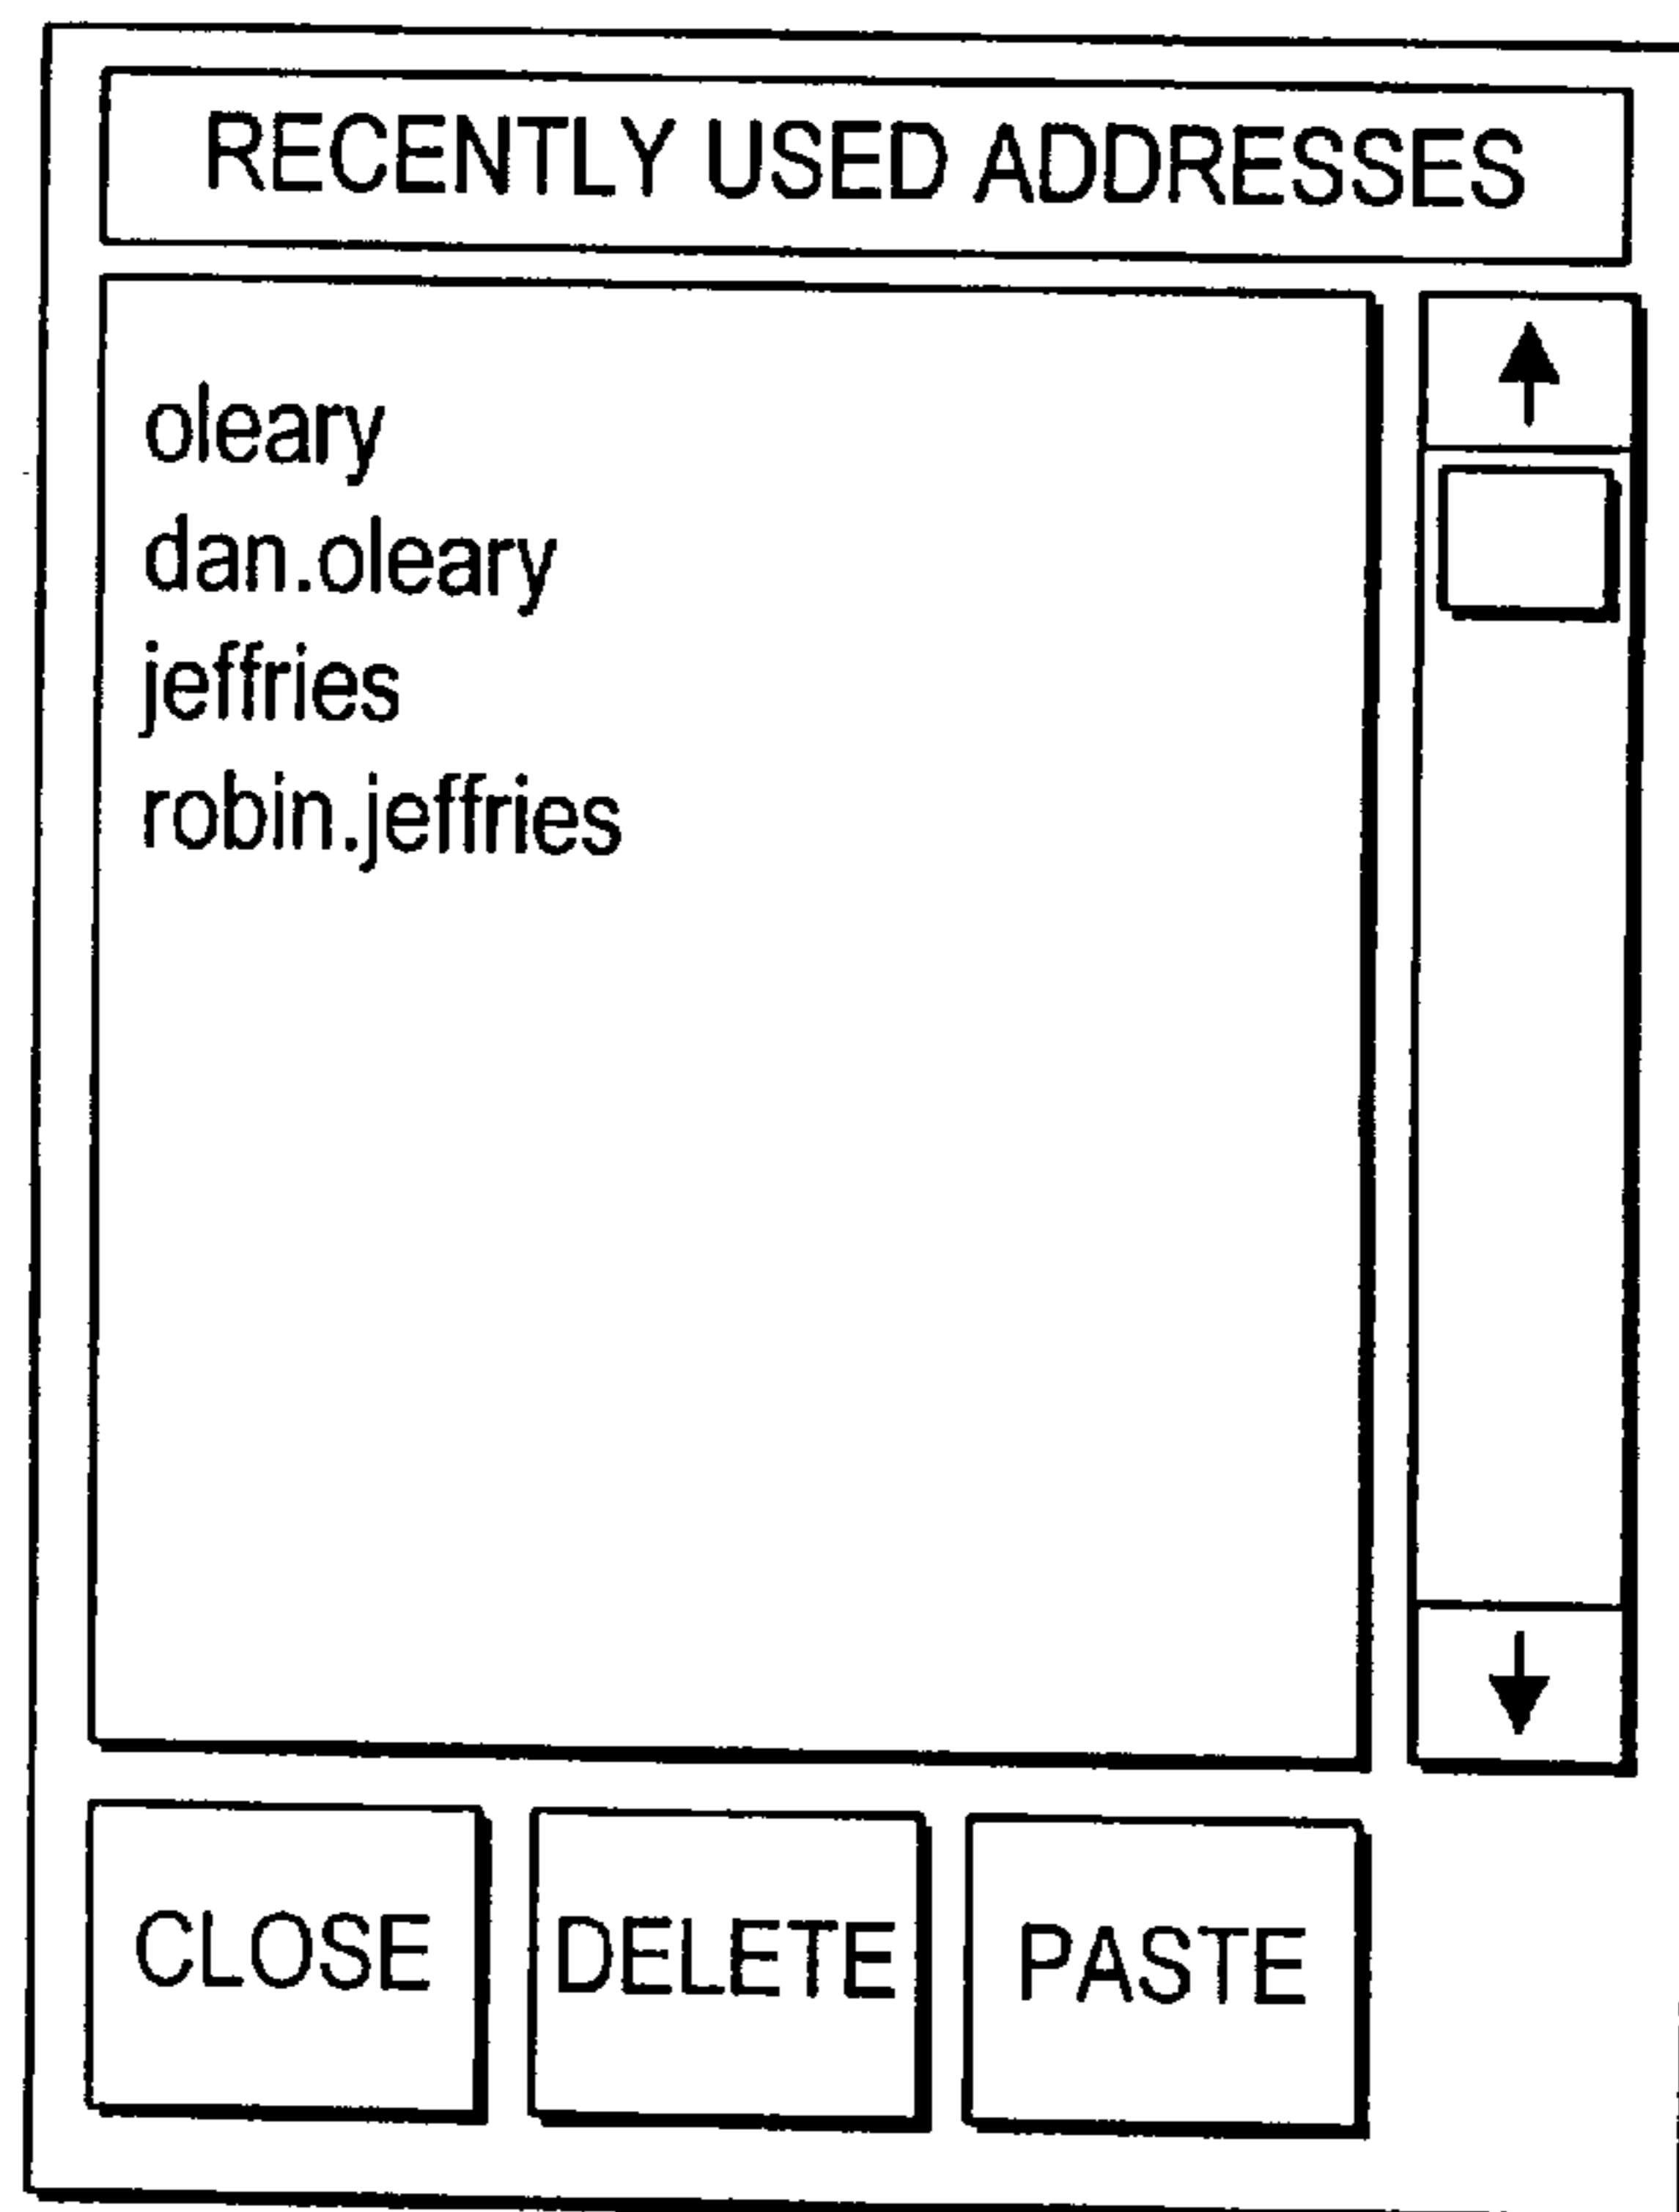 RECENTLY USED ADDRESSES
oleary
dan.oleary
jeffries
robin.jeffries
CLOSE DELETE PASTE